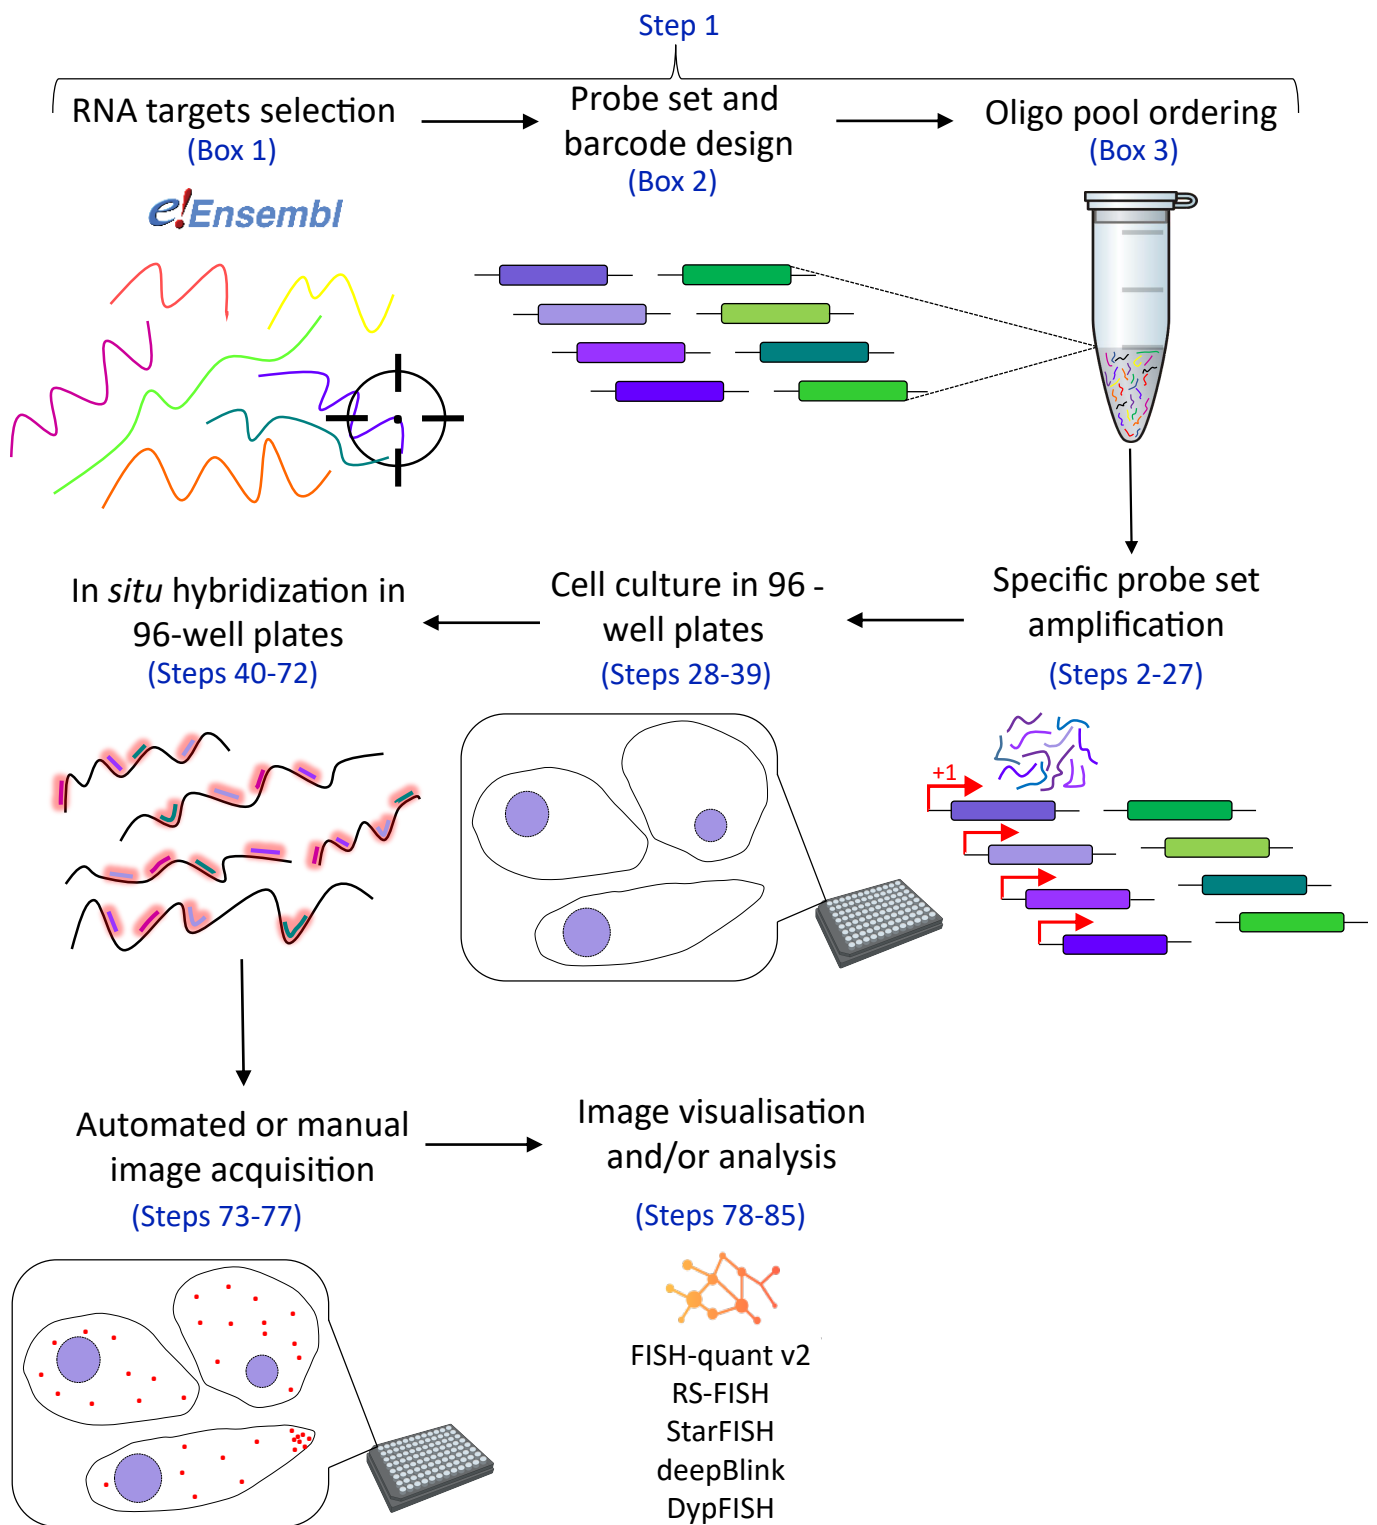 Step 1
RNA targets selection
(Box 1)
Probe set and
barcode design
(Box 2)
Oligo pool ordering
(Box 3)
e!Ensembl
Specific probe set
amplification
(Steps 2-27)
Cell culture in 96 -
well plates
(Steps 28-39)
In situ hybridization in
96-well plates
(Steps 40-72)
+1
Automated or manual
image acquisition
(Steps 73-77)
Image visualisation
and/or analysis
(Steps 78-85)
FISH-quant v2
RS-FISH
StarFISH
deepBlink
DypFISH